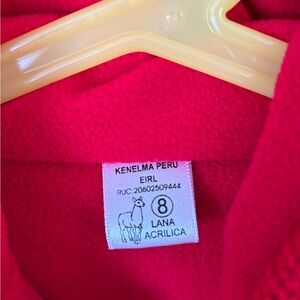 KENELMA PERU
EIRL
RUC:20602509444
8
LANA
ACRILICA